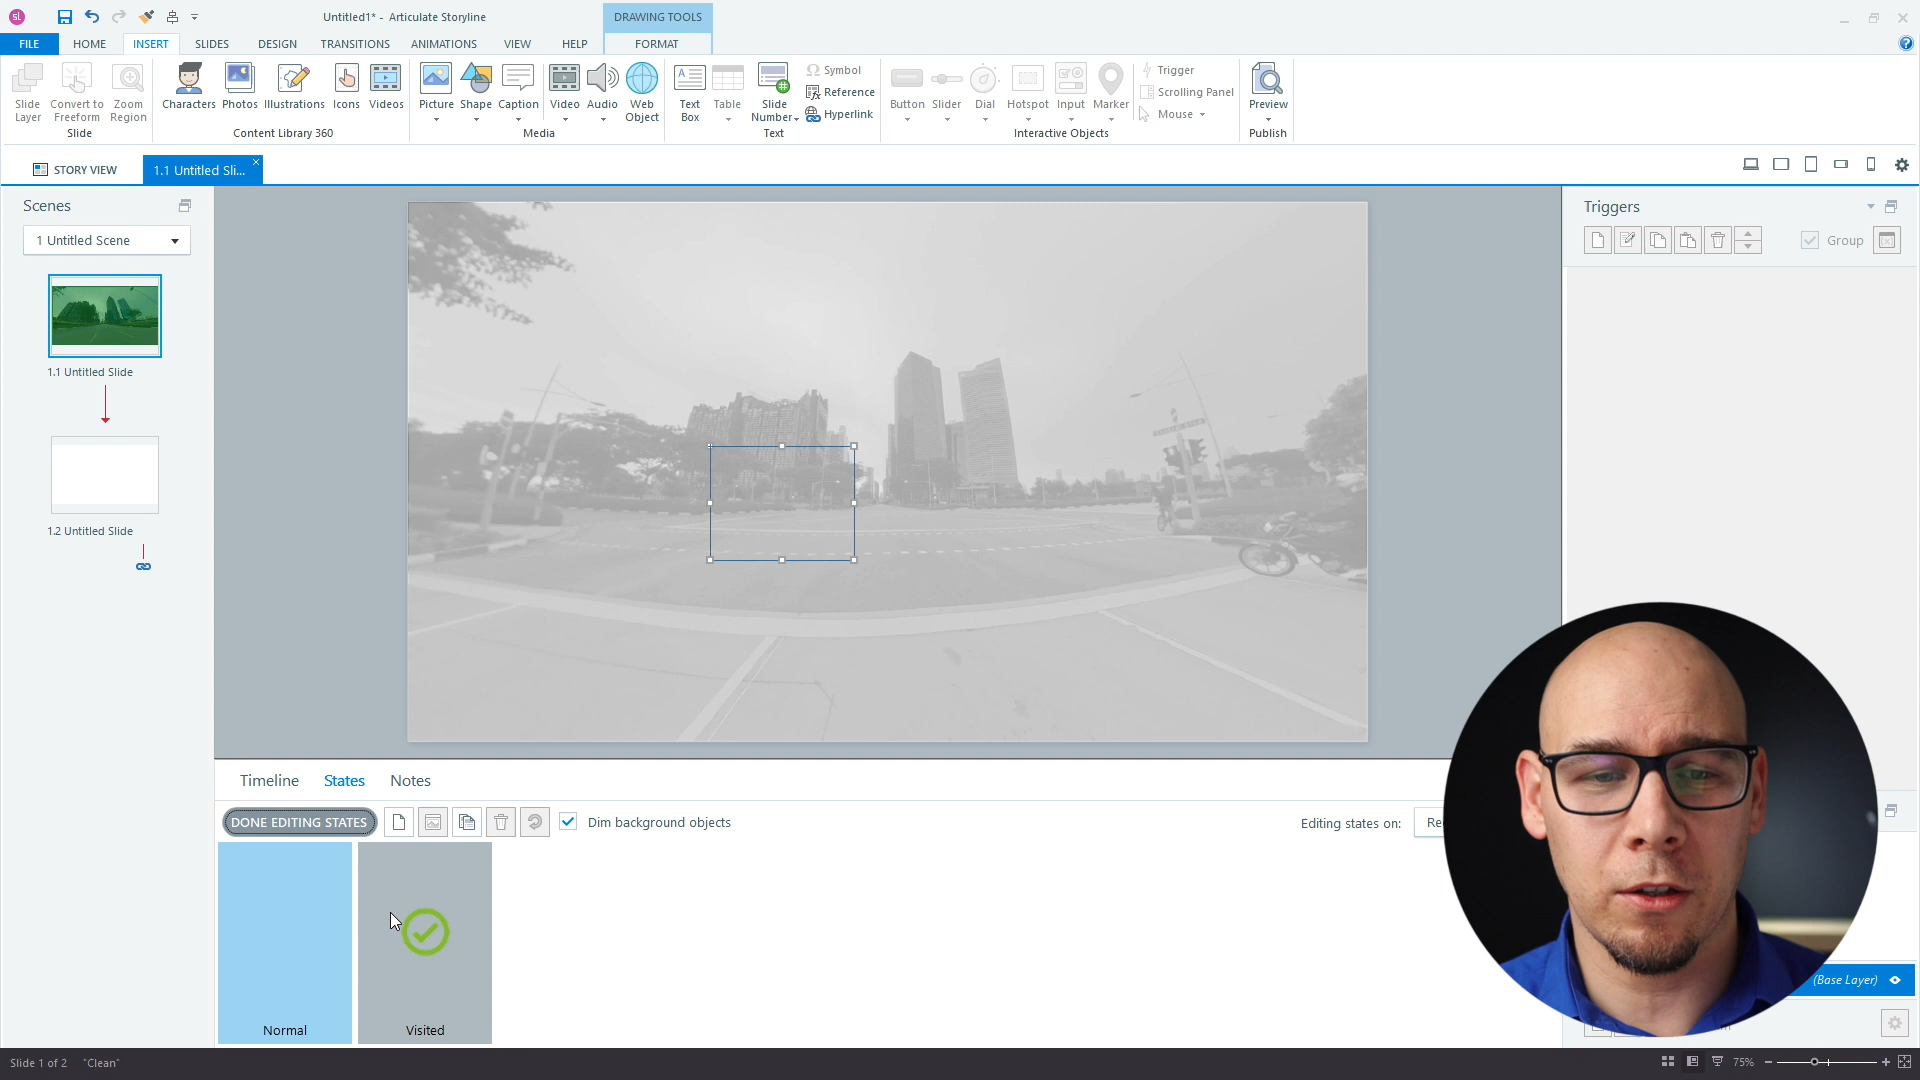 sl
Untitled1* - Articulate Storyline
DRAWING TOOLS
FILE HOME INSERT SLIDES DESIGN TRANSITIONS ANIMATIONS VIEW HELP FORMAT
Slide Layer
Convert to Freeform
Zoom Region
Slide
Characters
Photos
Illustrations
Icons
Videos
Content Library 360
Picture
Shape
Caption
Video
Audio
Web Object
Media
Text Box
Table
Slide Number
Symbol
Reference
Hyperlink
Text
Button
Slider
Dial
Hotspot
Input
Marker
Trigger
Scrolling Panel
Mouse
Interactive Objects
Preview
Publish
STORY VIEW
1.1 Untitled Sli...
Scenes
1 Untitled Scene
1.1 Untitled Slide
1.2 Untitled Slide
Triggers
Group
Timeline States Notes
DONE EDITING STATES
Dim background objects
Editing states on:
Normal
Visited
(Base Layer)
Slide 1 of 2 "Clean"
75%